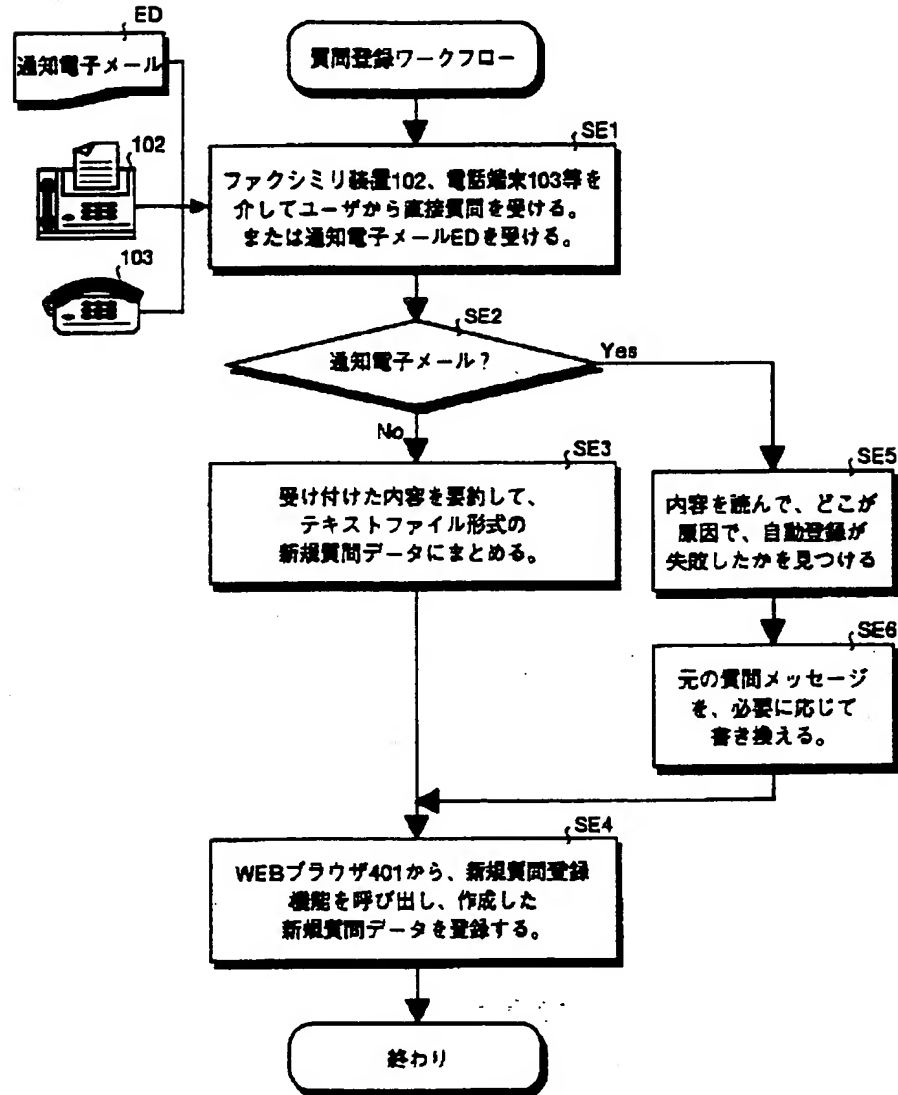 ED
通知電子メール
102
103
質問登録ワークフロー
SE1
ファクシミリ装置102、電話端末103等を
介してユーザから直接質問を受ける。
または通知電子メールEDを受ける。
SE2
通知電子メール?
Yes
No
SE3
受け付けた内容を要約して、
テキストファイル形式の
新規質問データにまとめる。
SE5
内容を読んで、どこが
原因で、自動登録が
失敗したかを見つける
SE6
元の質問メッセージ
を、必要に応じて
書き換える。
SE4
WEBブラウザ401から、新規質問登録
機能を呼び出し、作成した
新規質問データを登録する。
終わり